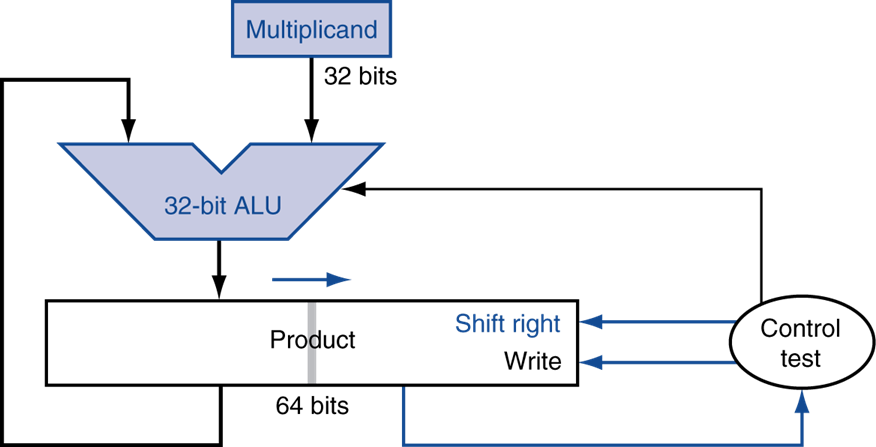 Multiplicand
32 bits
32-bit ALU
Shift right
Product
Write
Control
test
64 bits